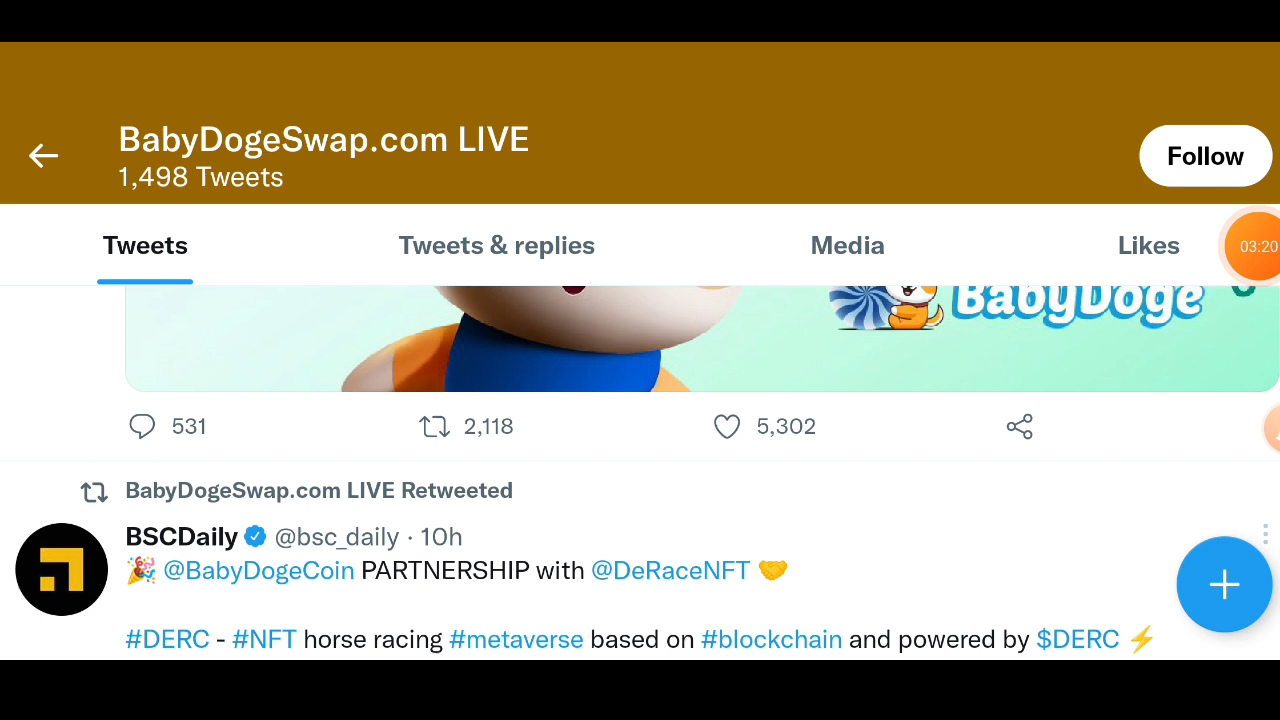 BabyDogeSwap.com LIVE
1,498 Tweets
Follow
Tweets
Tweets & replies
Media
Likes
03:20
BabyDoge
531
2,118
5,302
BabyDogeSwap.com LIVE Retweeted
BSCDaily @bsc_daily · 10h
🎉 @BabyDogeCoin PARTNERSHIP with @DeRaceNFT 🤝
#DERC - #NFT horse racing #metaverse based on #blockchain and powered by $DERC ⚡